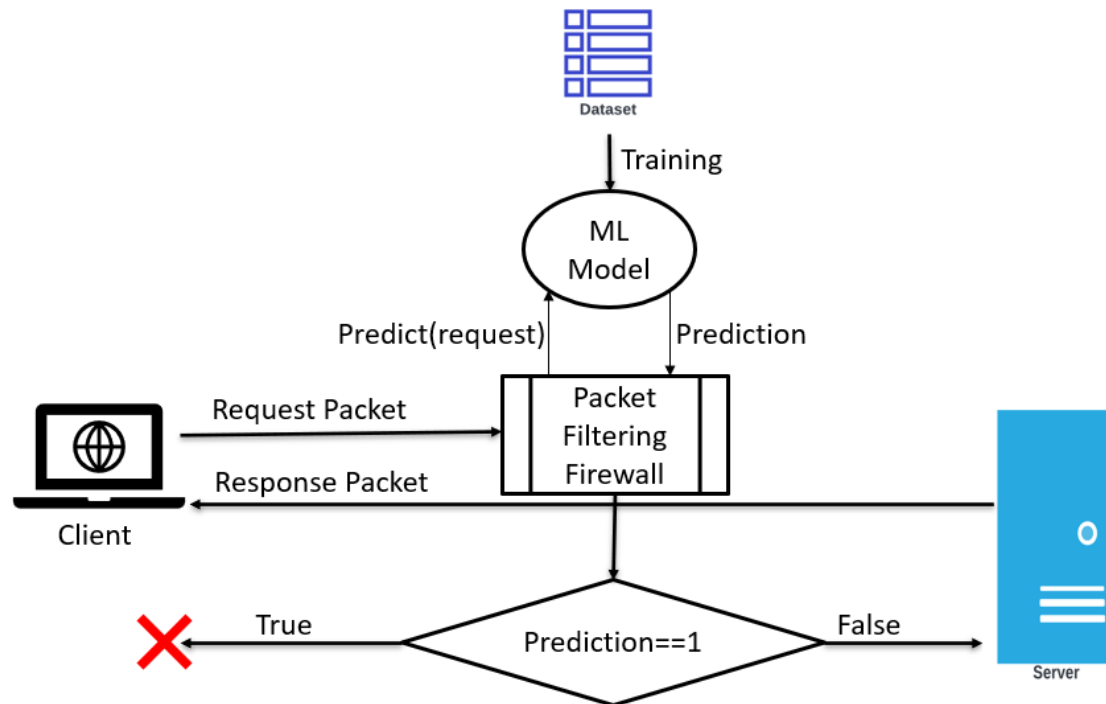 Dataset
Training
ML
Model
Predict(request)
Prediction
Request Packet
Packet
Filtering
Firewall
Response Packet
Client
True
Prediction==1
False
Server